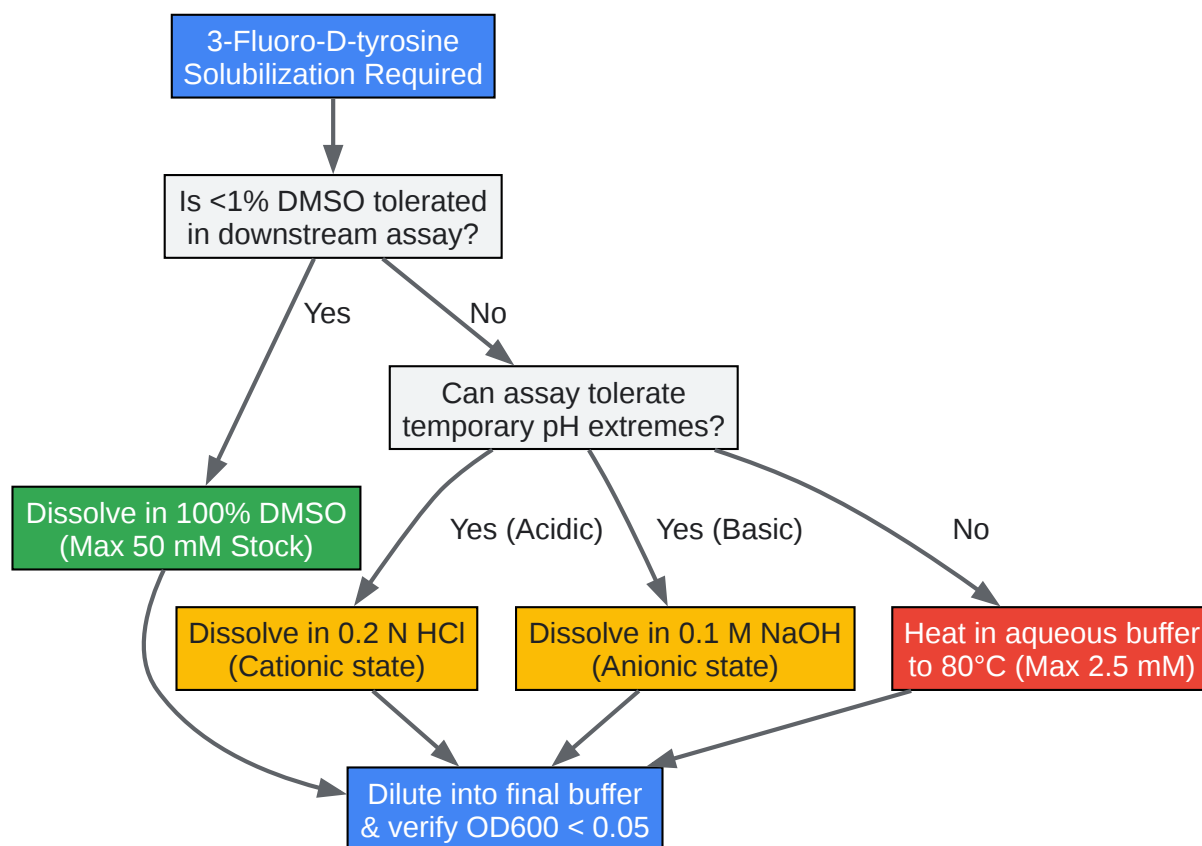 3-Fluoro-D-tyrosine
Solubilization Required
Is <1% DMSO tolerated
in downstream assay?
Yes
No
Can assay tolerate
temporary pH extremes?
Dissolve in 100% DMSO
(Max 50 mM Stock)
Yes (Acidic)
Yes (Basic)
No
Dissolve in 0.2 N HCl
(Cationic state)
Dissolve in 0.1 M NaOH
(Anionic state)
Heat in aqueous buffer
to 80°C (Max 2.5 mM)
Dilute into final buffer
& verify OD600 < 0.05